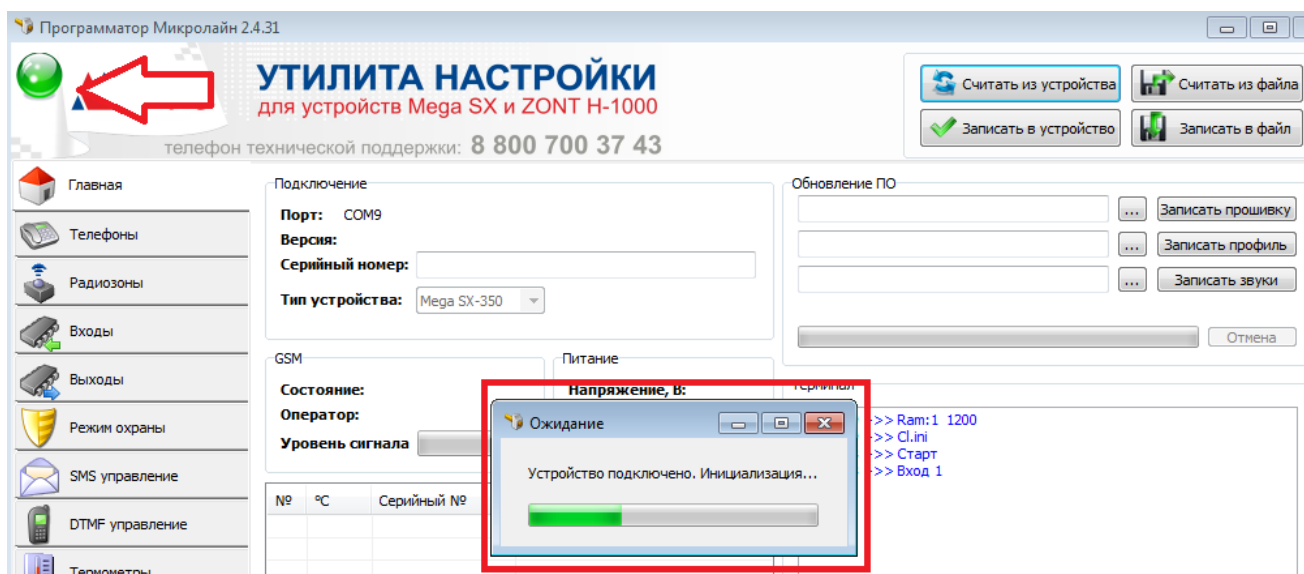 Программатор Микролайн 2.4.31
УТИЛИТА НАСТРОЙКИ
для устройств Mega SX и ZONT H-1000
телефон технической поддержки: 8 800 700 37 43
Считать из устройства
Считать из файла
Записать в устройство
Записать в файл
Главная
Телефоны
Радиозоны
Входы
Выходы
Режим охраны
SMS управление
DTMF управление
Термометры
Подключение
Порт: COM9
Версия:
Серийный номер:
Тип устройства: Mega SX-350
GSM
Состояние:
Оператор:
Уровень сигнала
Питание
Напряжение, В:
№ ºC Серийный №
Обновление ПО
... Записать прошивку
... Записать профиль
... Записать звуки
Отмена
Терминал
>> Ram:1 1200
>> Cl.ini
>> Старт
>> Вход 1
Ожидание
Устройство подключено. Инициализация...